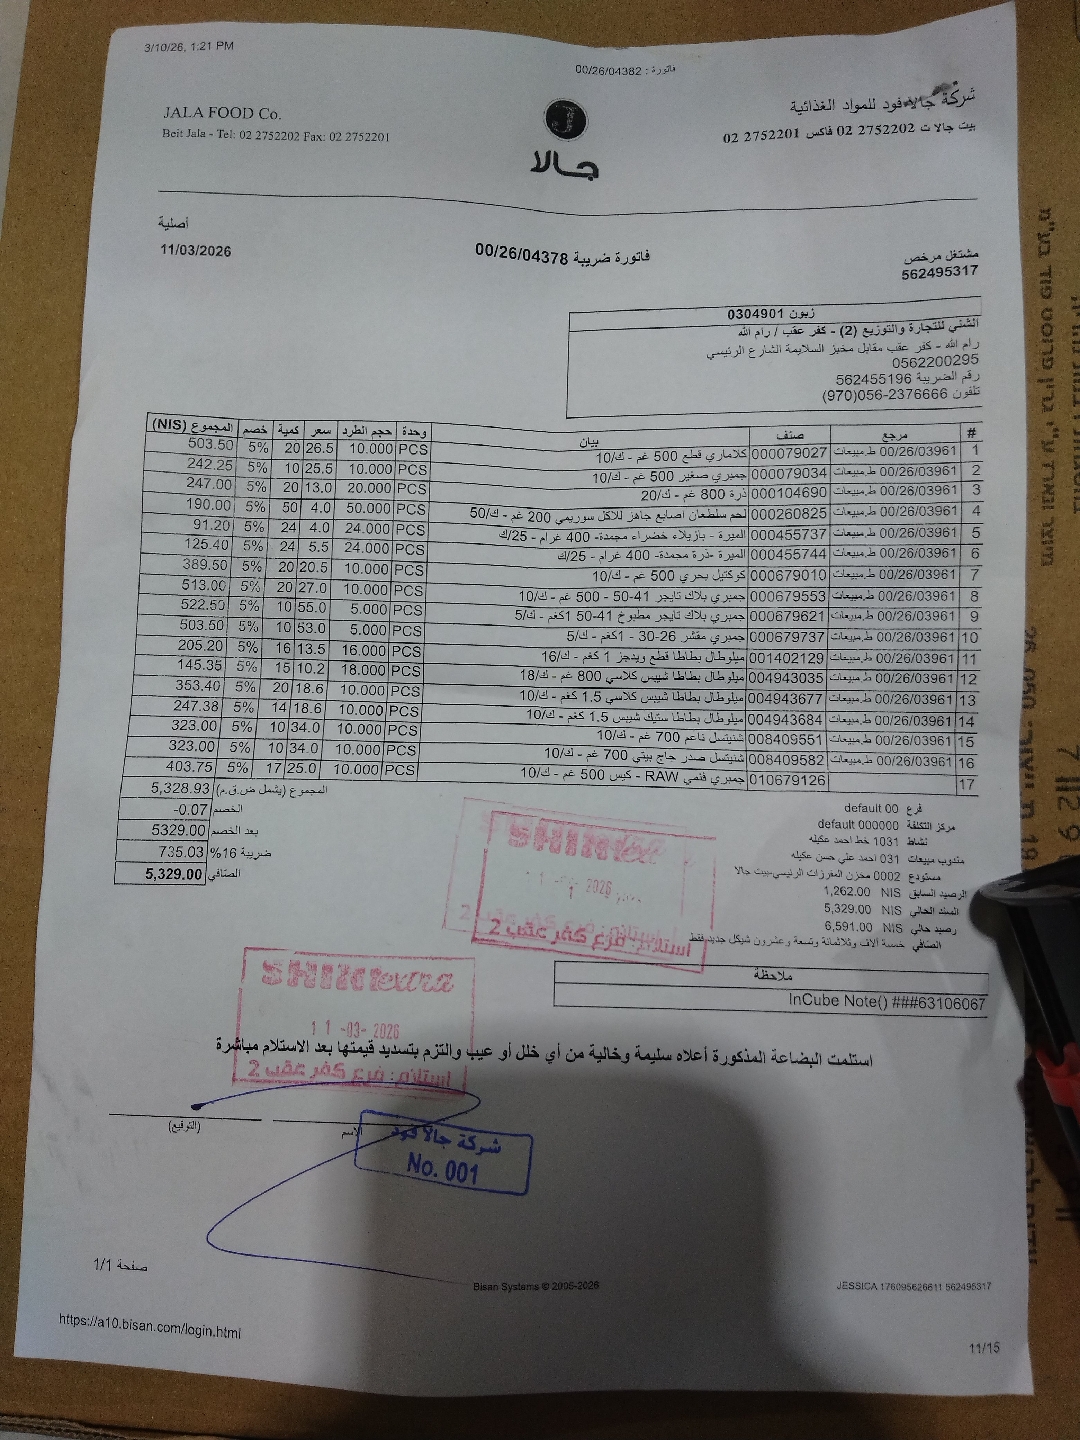 3/10/26, 1:21 PM
فاتورة : 00/26/04382
JALA FOOD Co.
Beit Jala - Tel: 02 2752202 Fax: 02 2752201
جالا
شركة جالا فود للمواد الغذائية
بيت جالا ت 2752202 02 فاكس 2752201 02
أصلية
11/03/2026
فاتورة ضريبة 00/26/04378
مشتغل مرخص
562495317
زبون 0304901
الشني للتجارة والتوزيع (2) - كفر عقب / رام الله
رام الله - كفر عقب مقابل مخبز السلايمة الشارع الرئيسي
0562200295
رقم الضريبة 562455196
تلفون 2376666-056(970)
# مرجع صنف بيان وحدة حجم الطرد سعر كمية خصم المجموع (NIS)
1 00/26/03961 ط.مبيعات 000079027 كلاماري قطع 500 غم - ك/10 PCS 10.000 26.5 20 5% 503.50
2 00/26/03961 ط.مبيعات 000079034 جمبري صغير 500 غم - ك/10 PCS 10.000 25.5 10 5% 242.25
3 00/26/03961 ط.مبيعات 000104690 ذرة 800 غم - ك/20 PCS 20.000 13.0 20 5% 247.00
4 00/26/03961 ط.مبيعات 000260825 لحم سلطعان اصابع جاهز للاكل سوريمي 200 غم - ك/50 PCS 50.000 4.0 50 5% 190.00
5 00/26/03961 ط.مبيعات 000455737 الميرة - بازيلاء خضراء مجمدة- 400 غرام - 25/ك PCS 24.000 4.0 24 5% 91.20
6 00/26/03961 ط.مبيعات 000455744 الميرة -ذرة مجمدة- 400 غرام - 25/ك PCS 24.000 5.5 24 5% 125.40
7 00/26/03961 ط.مبيعات 000679010 كوكتيل بحري 500 غم - ك/10 PCS 10.000 20.5 20 5% 389.50
8 00/26/03961 ط.مبيعات 000679553 جمبري بلاك تايجر 41-50 - 500 غم - ك/10 PCS 10.000 27.0 20 5% 513.00
9 00/26/03961 ط.مبيعات 000679621 جمبري بلاك تايجر مطبوخ 41-50 1كغم - ك/5 PCS 5.000 55.0 10 5% 522.50
10 00/26/03961 ط.مبيعات 000679737 جمبري مقشر 26-30 - 1كغم - ك/5 PCS 5.000 53.0 10 5% 503.50
11 00/26/03961 ط.مبيعات 001402129 ميلوطال بطاطا قطع ويدجز 1 كغم - ك/16 PCS 16.000 13.5 16 5% 205.20
12 00/26/03961 ط.مبيعات 004943035 ميلوطال بطاطا شيبس كلاسي 800 غم - ك/18 PCS 18.000 10.2 15 5% 145.35
13 00/26/03961 ط.مبيعات 004943677 ميلوطال بطاطا شيبس كلاسي 1.5 كغم - ك/10 PCS 10.000 18.6 20 5% 353.40
14 00/26/03961 ط.مبيعات 004943684 ميلوطال بطاطا ستيك شيبس 1.5 كغم - ك/10 PCS 10.000 18.6 14 5% 247.38
15 00/26/03961 ط.مبيعات 008409551 شنيتسل ناعم 700 غم - ك/10 PCS 10.000 34.0 10 5% 323.00
16 00/26/03961 ط.مبيعات 008409582 شنيتسل صدر حاج بيتي 700 غم - ك/10 PCS 10.000 34.0 10 5% 323.00
17 010679126 جمبري فنمي RAW - كيس 500 غم - ك/10 PCS 10.000 25.0 17 5% 403.75
المجموع (يشمل ض.ق.م) 5,328.93
الخصم -0.07
بعد الخصم 5329.00
ضريبة 16% 735.03
الصافي 5,329.00
فرع 00 default
مركز التكلفة 000000 default
نشاط 1031 خط احمد عكيله
مندوب مبيعات 031 احمد علي حسن عكيله
مستودع 0002 مخزن المفرزات الرئيسي-بيت جالا
الرصيد السابق 1,262.00 NIS
السند الحالي 5,329.00 NIS
رصيد حالي 6,591.00 NIS
الصافي خمسة آلاف وثلاثمائة وتسعة وعشرون شيكل جديد فقط
2026
استلام: فرع كفر عقب 2
ملاحظة
InCube Note() ###63106067
SHINI extra
11 -03- 2026
استلام: فرع كفر عقب 2
استلمت البضاعة المذكورة أعلاه سليمة وخالية من أي خلل أو عيب والتزم بتسديد قيمتها بعد الاستلام مباشرة
الاسم
(التوقيع)
شركة جالا فود
No. 001
صفحة 1/1
Bisan Systems © 2005-2026
JESSICA 176095626611 562495317
https://a10.bisan.com/login.html
11/15